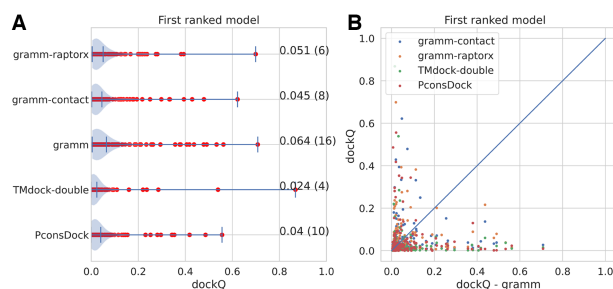 A
First ranked model
gramm-raptorx
0.051 (6)
gramm-contact
0.045 (8)
gramm
0.064 (16)
TMdock-double
0.024 (4)
PconsDock
0.04 (10)
0.0 0.2 0.4 0.6 0.8 1.0
dockQ
B
First ranked model
gramm-contact
gramm-raptorx
TMdock-double
PconsDock
1.0
0.8
0.6
0.4
0.2
0.0
dockQ
0.0 0.2 0.4 0.6 0.8 1.0
dockQ - gramm